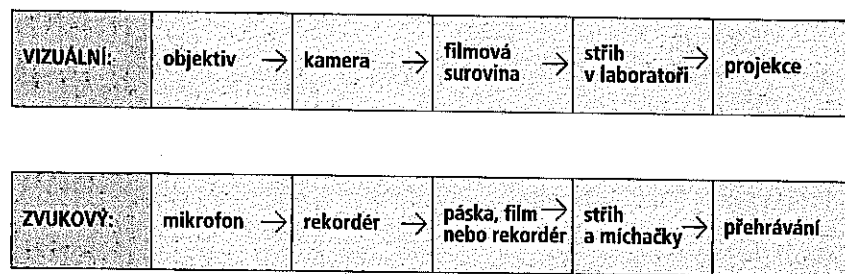 VIZUÁLNÍ: objektiv → kamera → filmová surovina → střih v laboratoři → projekce
ZVUKOVÝ: mikrofon → rekordér → páska, film nebo rekordér → střih a míchačky → přehrávání